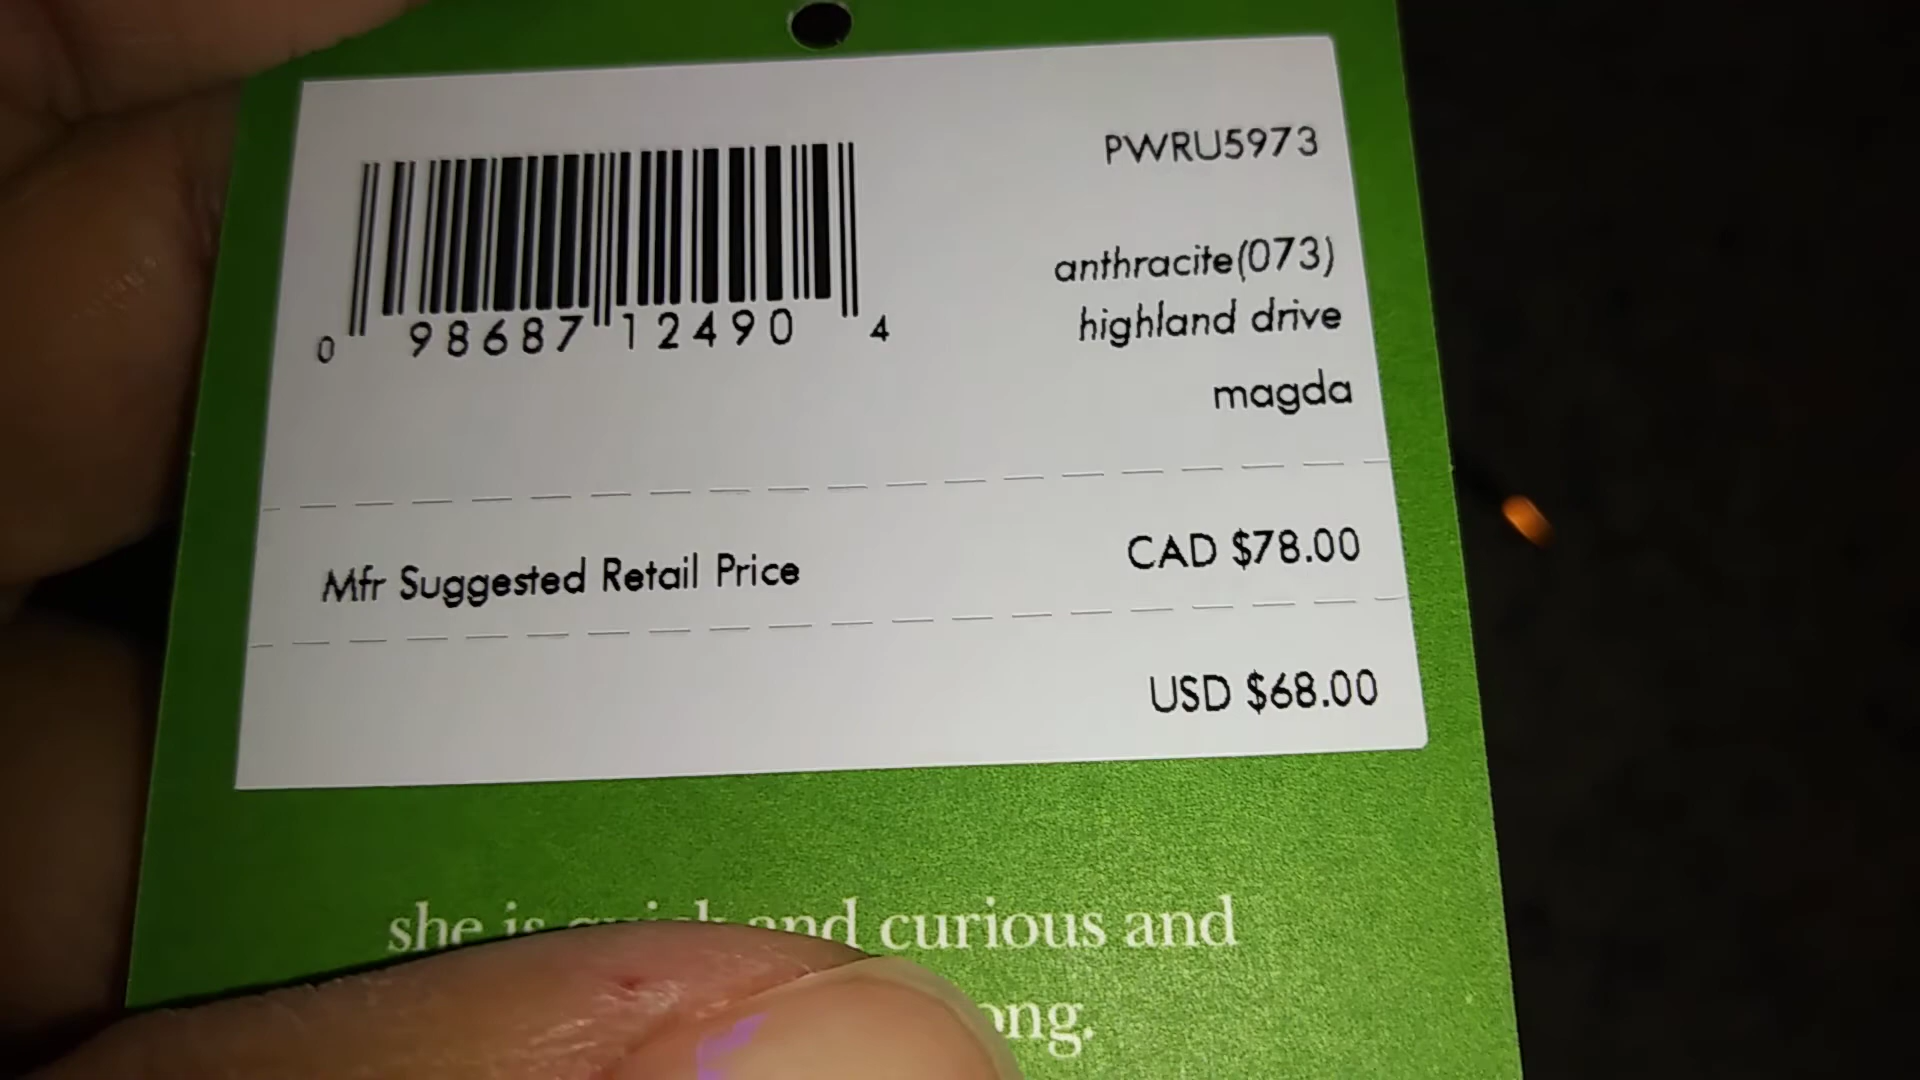 PWRU5973
0 98687 12490 4
anthracite(073)
highland drive
magda
Mfr Suggested Retail Price CAD $78.00
USD $68.00
she is quick and curious and